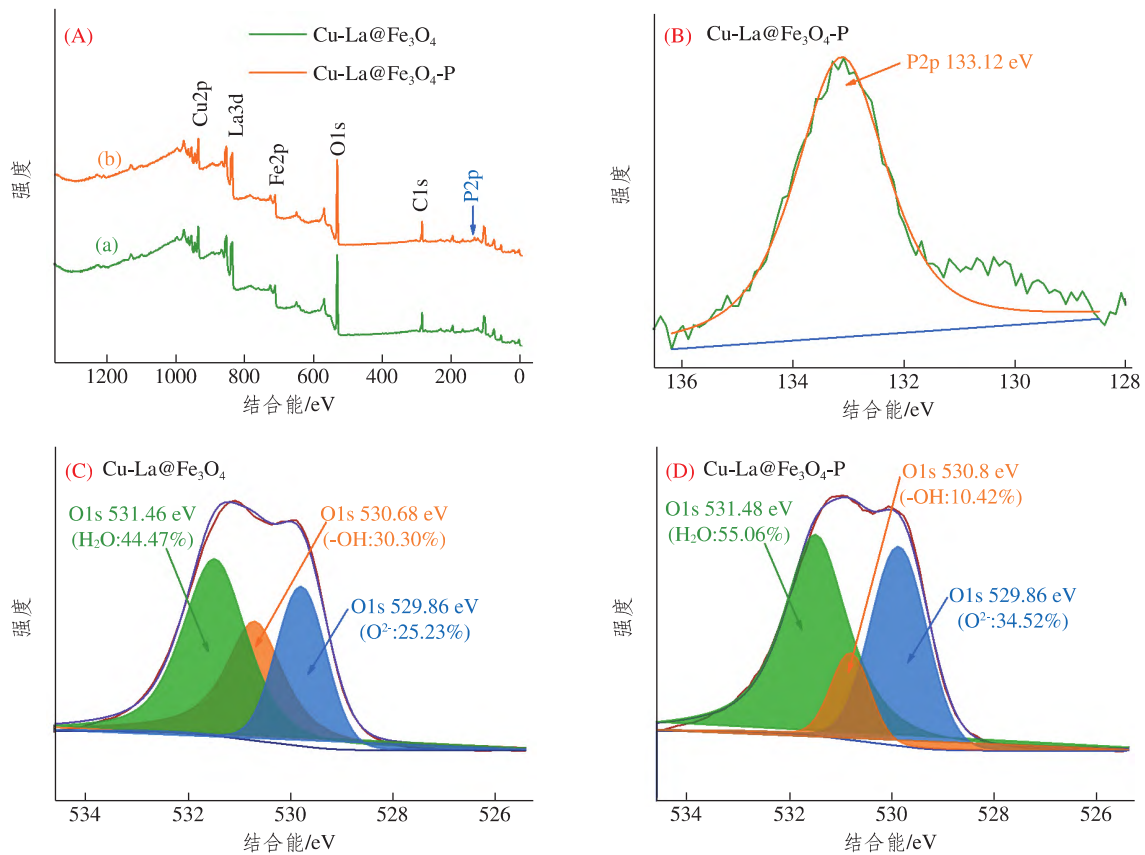 (A)
Cu-La@Fe₃O₄
Cu-La@Fe₃O₄-P
Cu2p
La3d
Fe2p
O1s
C1s
P2p
(b)
(a)
强度
1200 1000 800 600 400 200 0
结合能/eV
(B) Cu-La@Fe₃O₄-P
P2p 133.12 eV
强度
136 134 132 130 128
结合能/eV
(C) Cu-La@Fe₃O₄
O1s 531.46 eV
(H₂O:44.47%)
O1s 530.68 eV
(-OH:30.30%)
O1s 529.86 eV
(O²⁻:25.23%)
强度
534 532 530 528 526
结合能/eV
(D) Cu-La@Fe₃O₄-P
O1s 530.8 eV
(-OH:10.42%)
O1s 531.48 eV
(H₂O:55.06%)
O1s 529.86 eV
(O²⁻:34.52%)
强度
534 532 530 528 526
结合能/eV